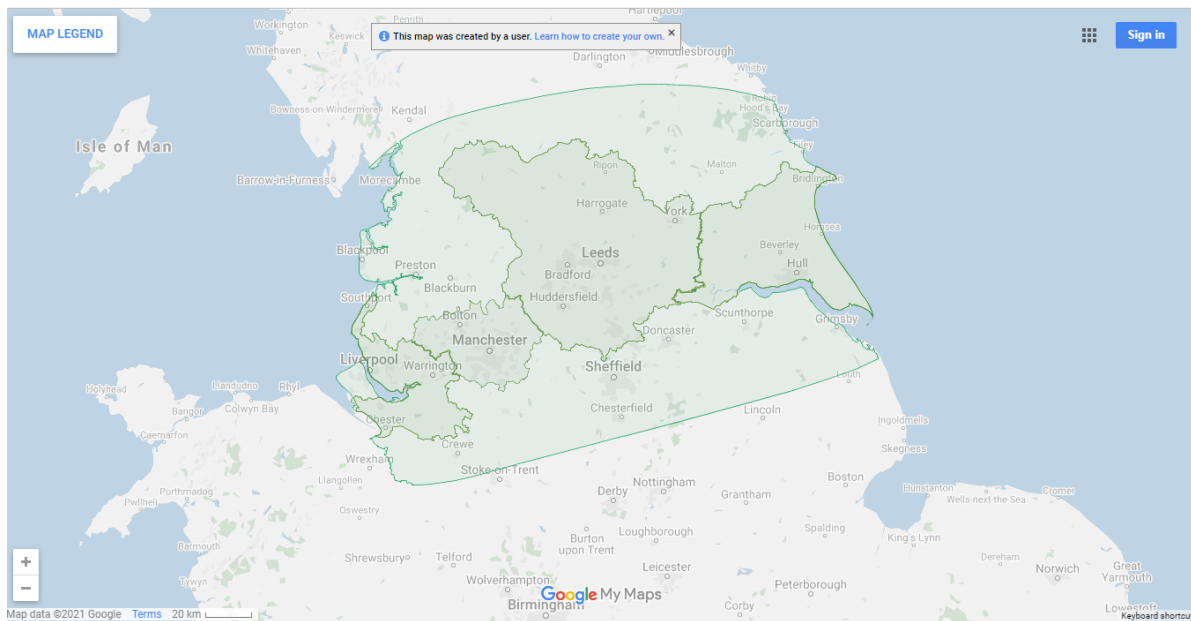 MAP LEGEND
This map was created by a user. Learn how to create your own.
Sign in
Hartlepool
Workington
Penrith
Keswick
Whitehaven
Darlington
Middlesbrough
Whitby
Robin
Hood's Bay
Bowness-on-Windermere
Kendal
Scarborough
Isle of Man
Filey
Ripon
Malton
Barrow-in-Furness
Morecambe
Bridlington
Harrogate
York
Hornsea
Blackpool
Leeds
Beverley
Preston
Bradford
Hull
Blackburn
Southport
Huddersfield
Bolton
Scunthorpe
Grimsby
Doncaster
Manchester
Liverpool
Warrington
Sheffield
Louth
Holyhead
Llandudno
Rhyl
Colwyn Bay
Bangor
Chester
Chesterfield
Lincoln
Ingoldmells
Caernarfon
Crewe
Skegness
Wrexham
Stoke-on-Trent
Llangollen
Boston
Porthmadog
Nottingham
Pwllheli
Derby
Grantham
Hunstanton
Cromer
Wells-next-the-Sea
Oswestry
Loughborough
Spalding
Burton
upon Trent
King's Lynn
Barmouth
Shrewsbury
Telford
Dereham
Leicester
Norwich
Great
Yarmouth
Tywyn
Wolverhampton
Peterborough
Google My Maps
Birmingham
Corby
Lowestoft
Map data ©2021 Google Terms 20 km
Keyboard shortcu